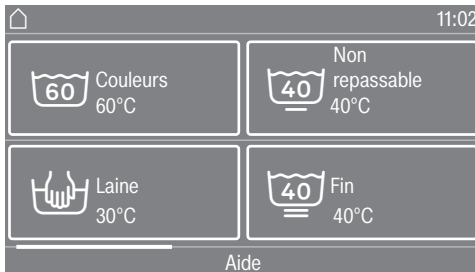 11:02
60
Couleurs
60°C
40
Non
repassable
40°C
Laine
30°C
40
Fin
40°C
Aide